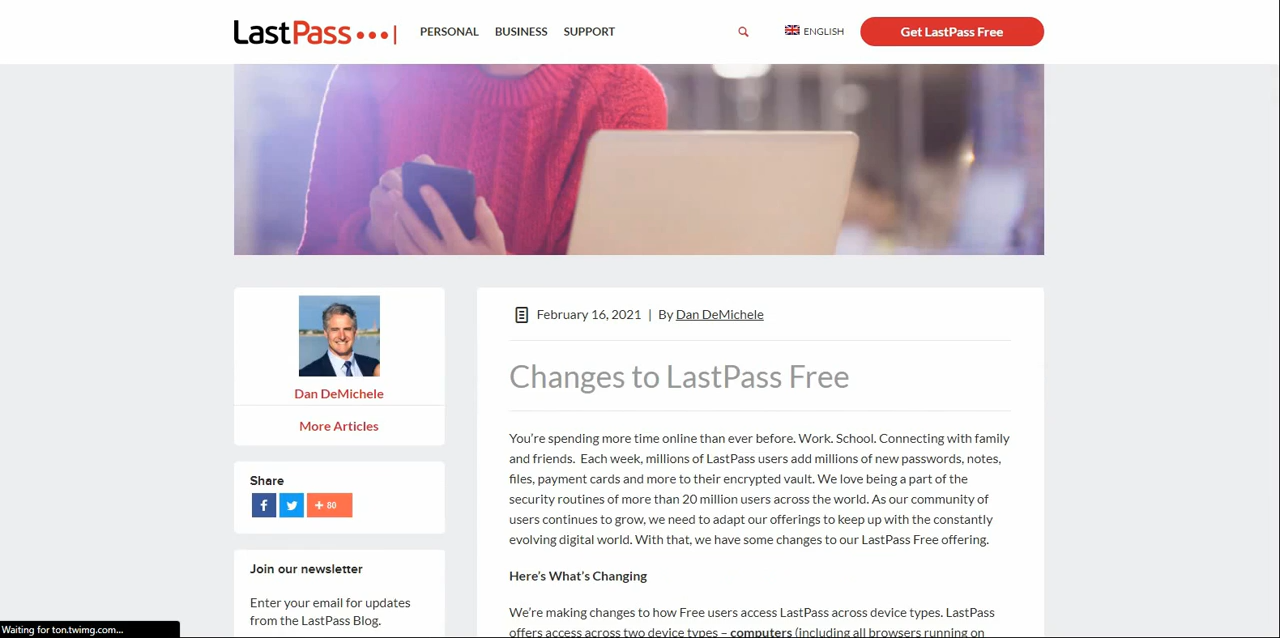 LastPass
PERSONAL BUSINESS SUPPORT
ENGLISH
Get LastPass Free
February 16, 2021 | By Dan DeMichele
Changes to LastPass Free
You’re spending more time online than ever before. Work. School. Connecting with family
and friends. Each week, millions of LastPass users add millions of new passwords, notes,
files, payment cards and more to their encrypted vault. We love being a part of the
security routines of more than 20 million users across the world. As our community of
users continues to grow, we need to adapt our offerings to keep up with the constantly
evolving digital world. With that, we have some changes to our LastPass Free offering.
Here’s What’s Changing
We’re making changes to how Free users access LastPass across device types. LastPass
offers access across two device types – computers (including all browsers running on
Dan DeMichele
More Articles
Share
+ 80
Join our newsletter
Enter your email for updates
from the LastPass Blog.
Waiting for ton.twimg.com...